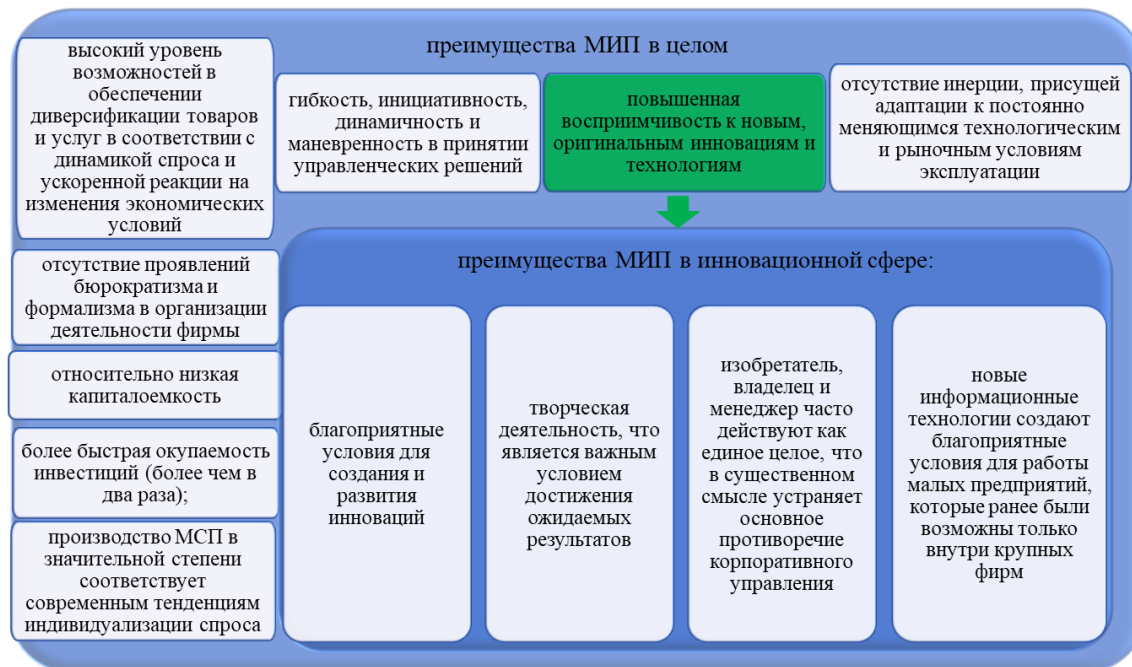 преимущества МИП в целом
высокий уровень
возможностей в
обеспечении
диверсификации товаров
и услуг в соответствии с
динамикой спроса и
ускоренной реакции на
изменения экономических
условий
гибкость, инициативность,
динамичность и
маневренность в принятии
управленческих решений
повышенная
восприимчивость к новым,
оригинальным инновациям и
технологиям
отсутствие инерции, присущей
адаптации к постоянно
меняющимся технологическим
и рыночным условиям
эксплуатации
отсутствие проявлений
бюрократизма и
формализма в организации
деятельности фирмы
относительно низкая
капиталоемкость
более быстрая окупаемость
инвестиций (более чем в
два раза);
производство МСП в
значительной степени
соответствует
современным тенденциям
индивидуализации спроса
преимущества МИП в инновационной сфере:
благоприятные
условия для
создания и
развития
инноваций
творческая
деятельность, что
является важным
условием
достижения
ожидаемых
результатов
изобретатель,
владелец и
менеджер часто
действуют как
единое целое, что
в существенном
смысле устраняет
основное
противоречие
корпоративного
управления
новые
информационные
технологии создают
благоприятные
условия для работы
малых предприятий,
которые ранее были
возможны только
внутри крупных
фирм